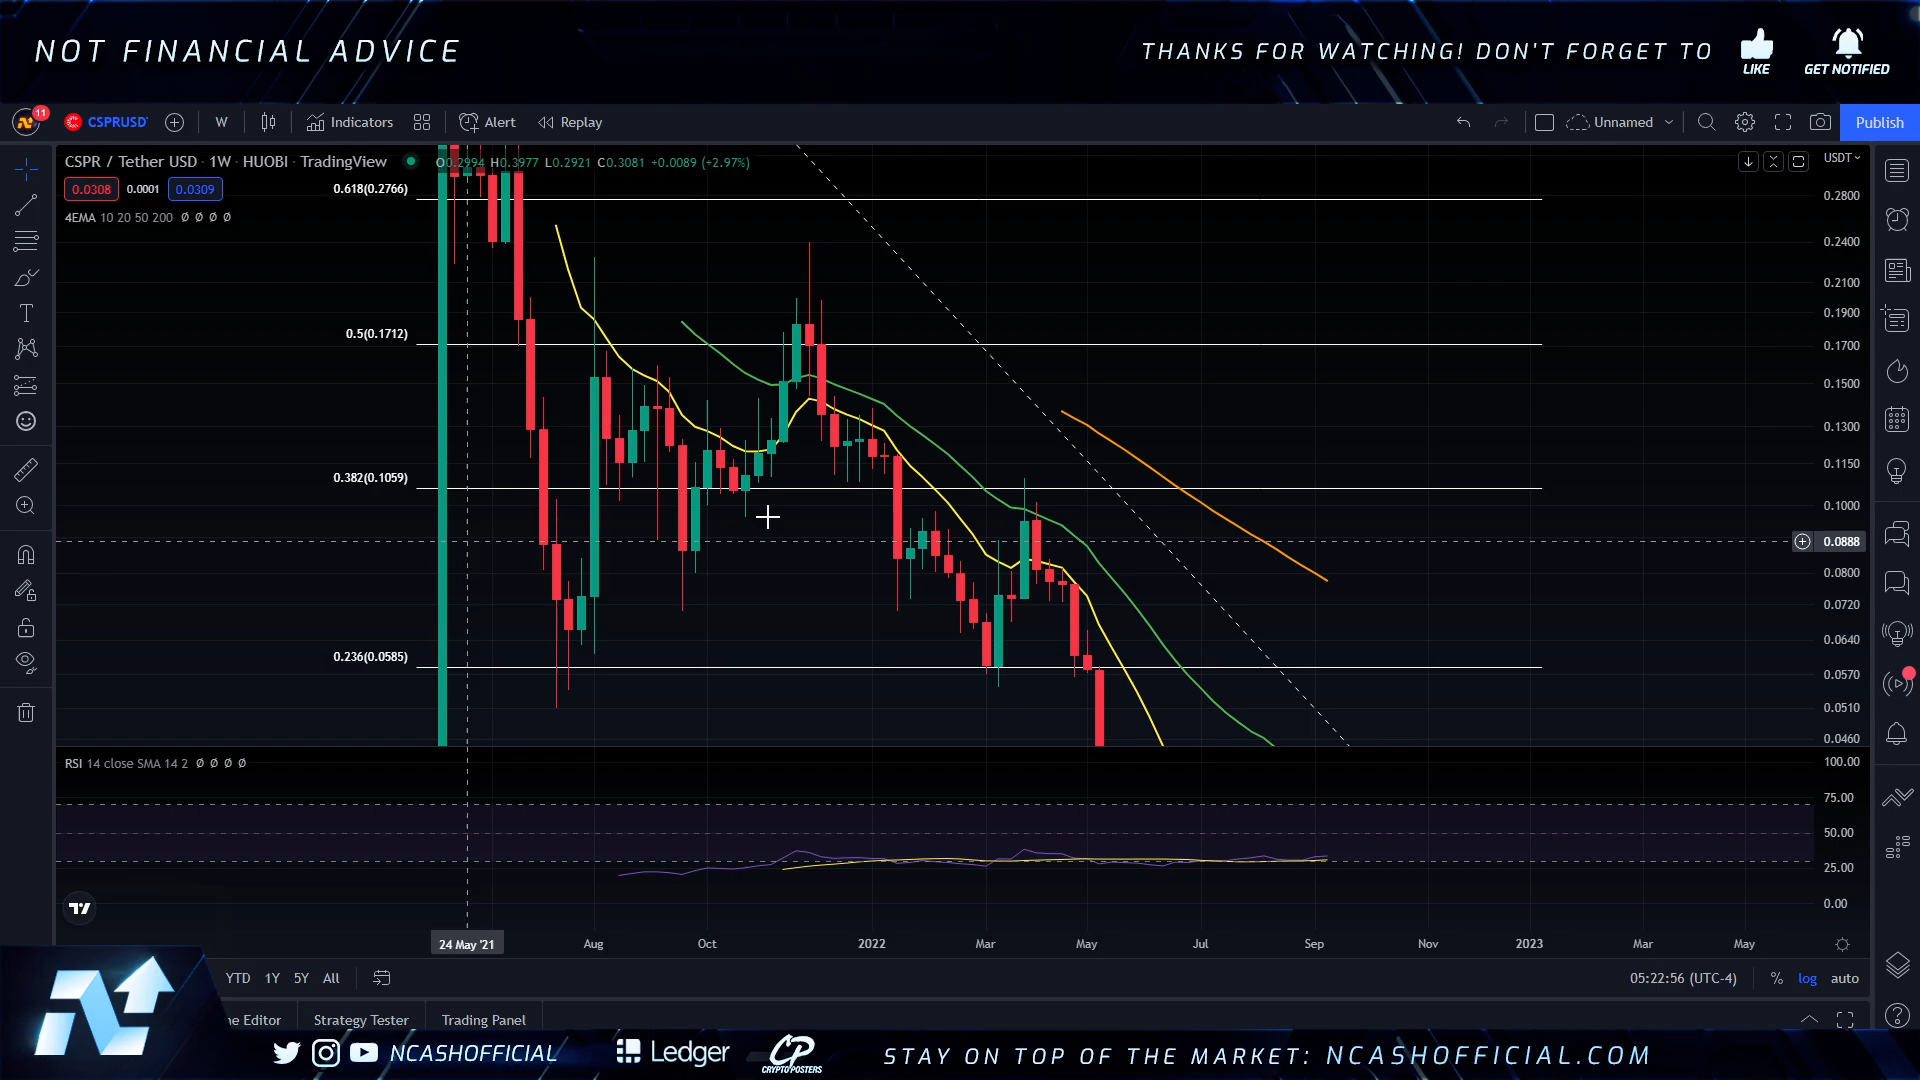 NOT FINANCIAL ADVICE
THANKS FOR WATCHING! DON'T FORGET TO
LIKE
GET NOTIFIED
11
CSPRUSD
W
Indicators
Alert
Replay
Unnamed
Publish
CSPR / Tether USD · 1W · HUOBI · TradingView
O0.2994 H0.3977 L0.2921 C0.3081 +0.0089 (+2.97%)
USDT
0.0308 0.0001 0.0309
4EMA 10 20 50 200 Ø Ø Ø Ø
0.618(0.2766)
0.5(0.1712)
0.382(0.1059)
0.236(0.0585)
0.2800
0.2400
0.2100
0.1900
0.1700
0.1500
0.1300
0.1150
0.1000
0.0888
0.0800
0.0720
0.0640
0.0570
0.0510
0.0460
RSI 14 close SMA 14 2 Ø Ø Ø Ø
100.00
75.00
50.00
25.00
0.00
24 May '21 Aug Oct 2022 Mar May Jul Sep Nov 2023 Mar May
YTD 1Y 5Y All
05:22:56 (UTC-4) % log auto
ne Editor Strategy Tester Trading Panel
NCASHOFFICIAL
Ledger
CP
CRYPTOPOSTERS
STAY ON TOP OF THE MARKET: NCASHOFFICIAL.COM